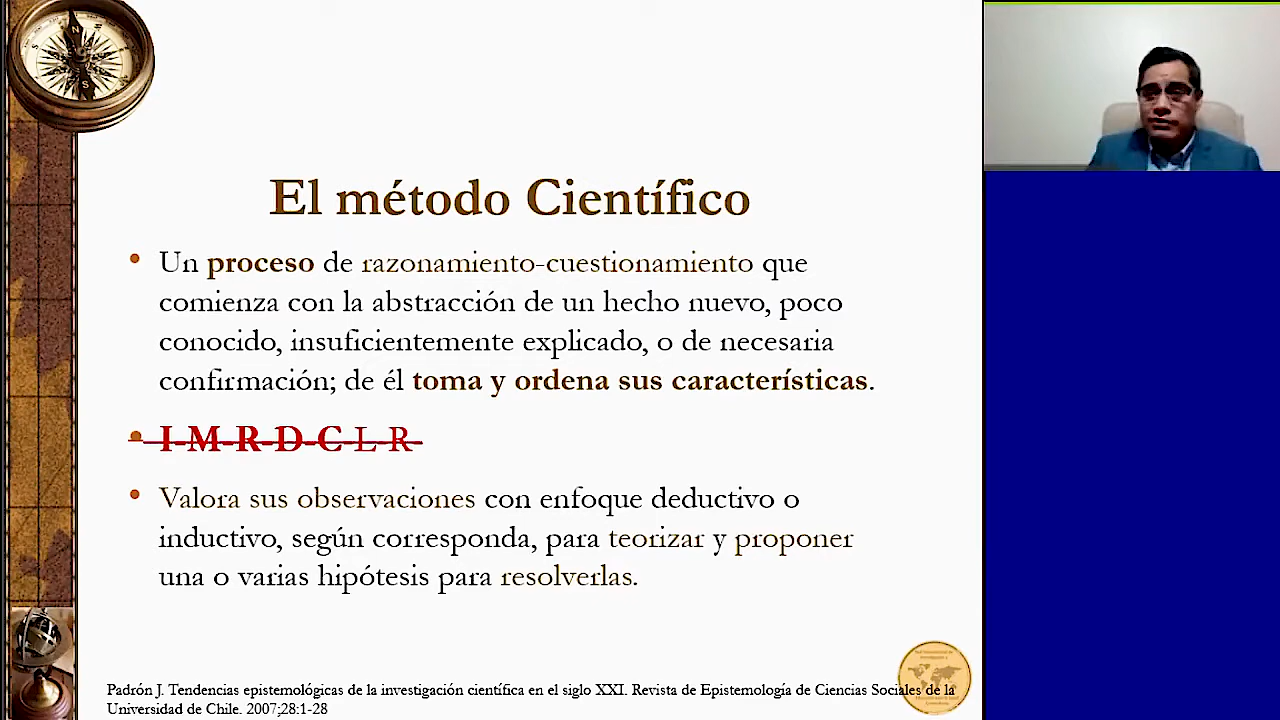 El método Científico
• Un proceso de razonamiento-cuestionamiento que
comienza con la abstracción de un hecho nuevo, poco
conocido, insuficientemente explicado, o de necesaria
confirmación; de él toma y ordena sus características.
• I-M-R-D-C-L-R-
• Valora sus observaciones con enfoque deductivo o
inductivo, según corresponda, para teorizar y proponer
una o varias hipótesis para resolverlas.
Padrón J. Tendencias epistemológicas de la investigación científica en el siglo XXI. Revista de Epistemología de Ciencias Sociales de la
Universidad de Chile. 2007;28:1-28